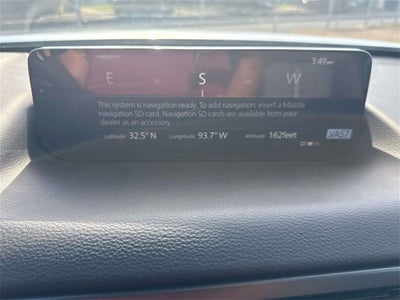 3:49pm
E S W
This system is navigation ready. To add navigation, insert a Mazda
navigation SD card. Navigation SD cards are available from your
dealer as an accessory.
Latitude: 32.5°N Longitude: 93.7°W Altitude: 162feet